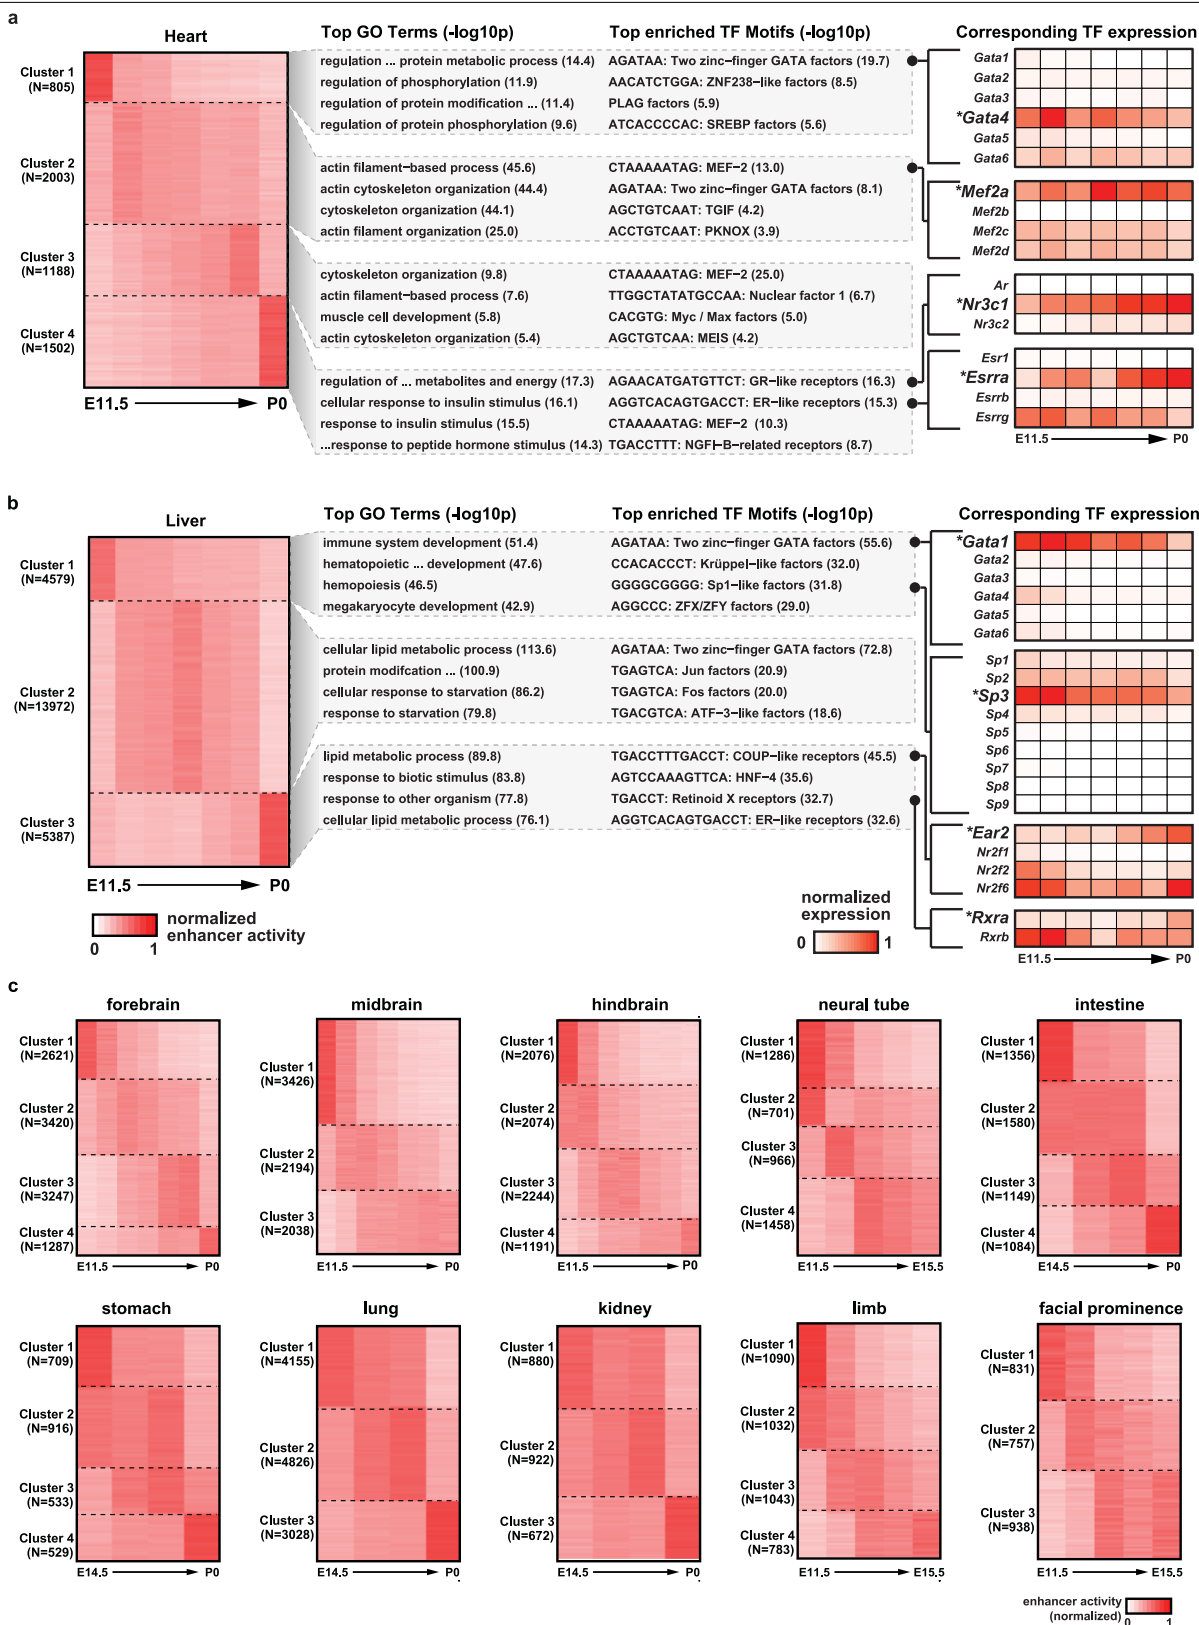 a
Heart
Top GO Terms (-log10p)
Top enriched TF Motifs (-log10p)
Corresponding TF expression
Cluster 1
(N=805)
Cluster 2
(N=2003)
Cluster 3
(N=1188)
Cluster 4
(N=1502)
E11.5
P0
regulation ... protein metabolic process (14.4)
AGATAA: Two zinc-finger GATA factors (19.7)
regulation of phosphorylation (11.9)
AACATCTGGA: ZNF238-like factors (8.5)
regulation of protein modification ... (11.4)
PLAG factors (5.9)
regulation of protein phosphorylation (9.6)
ATCACCCCAC: SREBP factors (5.6)
actin filament-based process (45.6)
CTAAAAATAG: MEF-2 (13.0)
actin cytoskeleton organization (44.4)
AGATAA: Two zinc-finger GATA factors (8.1)
cytoskeleton organization (44.1)
AGCTGTCAAT: TGIF (4.2)
actin filament organization (25.0)
ACCTGTCAAT: PKNOX (3.9)
cytoskeleton organization (9.8)
CTAAAAATAG: MEF-2 (25.0)
actin filament-based process (7.6)
TTGGCTATATGCCAA: Nuclear factor 1 (6.7)
muscle cell development (5.8)
CACGTG: Myc / Max factors (5.0)
actin cytoskeleton organization (5.4)
AGCTGTCAA: MEIS (4.2)
regulation of ... metabolites and energy (17.3)
AGAACATGATGTTCT: GR-like receptors (16.3)
cellular response to insulin stimulus (16.1)
AGGTCACAGTGACCT: ER-like receptors (15.3)
response to insulin stimulus (15.5)
CTAAAAATAG: MEF-2 (10.3)
...response to peptide hormone stimulus (14.3)
TGACCTTT: NGFI-B-related receptors (8.7)
Gata1
Gata2
Gata3
*Gata4
Gata5
Gata6
*Mef2a
Mef2b
Mef2c
Mef2d
Ar
*Nr3c1
Nr3c2
Esr1
*Esrra
Esrrb
Esrrg
E11.5
P0
b
Liver
Top GO Terms (-log10p)
Top enriched TF Motifs (-log10p)
Corresponding TF expression
Cluster 1
(N=4579)
Cluster 2
(N=13972)
Cluster 3
(N=5387)
E11.5
P0
normalized
enhancer activity
0
1
immune system development (51.4)
AGATAA: Two zinc-finger GATA factors (55.6)
hematopoietic ... development (47.6)
CCACACCCT: Krüppel-like factors (32.0)
hemopoiesis (46.5)
GGGGCGGGG: Sp1-like factors (31.8)
megakaryocyte development (42.9)
AGGCCC: ZFX/ZFY factors (29.0)
cellular lipid metabolic process (113.6)
AGATAA: Two zinc-finger GATA factors (72.8)
protein modifcation ... (100.9)
TGAGTCA: Jun factors (20.9)
cellular response to starvation (86.2)
TGAGTCA: Fos factors (20.0)
response to starvation (79.8)
TGACGTCA: ATF-3-like factors (18.6)
lipid metabolic process (89.8)
TGACCTTTGACCT: COUP-like receptors (45.5)
response to biotic stimulus (83.8)
AGTCCAAAGTTCA: HNF-4 (35.6)
response to other organism (77.8)
TGACCT: Retinoid X receptors (32.7)
cellular lipid metabolic process (76.1)
AGGTCACAGTGACCT: ER-like receptors (32.6)
normalized
expression
0
1
*Gata1
Gata2
Gata3
Gata4
Gata5
Gata6
Sp1
Sp2
*Sp3
Sp4
Sp5
Sp6
Sp7
Sp8
Sp9
*Ear2
Nr2f1
Nr2f2
Nr2f6
*Rxra
Rxrb
E11.5
P0
c
forebrain
Cluster 1
(N=2621)
Cluster 2
(N=3420)
Cluster 3
(N=3247)
Cluster 4
(N=1287)
E11.5
P0
midbrain
Cluster 1
(N=3426)
Cluster 2
(N=2194)
Cluster 3
(N=2038)
E11.5
P0
hindbrain
Cluster 1
(N=2076)
Cluster 2
(N=2074)
Cluster 3
(N=2244)
Cluster 4
(N=1191)
E11.5
P0
neural tube
Cluster 1
(N=1286)
Cluster 2
(N=701)
Cluster 3
(N=966)
Cluster 4
(N=1458)
E11.5
E15.5
intestine
Cluster 1
(N=1356)
Cluster 2
(N=1580)
Cluster 3
(N=1149)
Cluster 4
(N=1084)
E14.5
P0
stomach
Cluster 1
(N=709)
Cluster 2
(N=916)
Cluster 3
(N=533)
Cluster 4
(N=529)
E14.5
P0
lung
Cluster 1
(N=4155)
Cluster 2
(N=4826)
Cluster 3
(N=3028)
E14.5
P0
kidney
Cluster 1
(N=880)
Cluster 2
(N=922)
Cluster 3
(N=672)
E14.5
P0
limb
Cluster 1
(N=1090)
Cluster 2
(N=1032)
Cluster 3
(N=1043)
Cluster 4
(N=783)
E11.5
E15.5
facial prominence
Cluster 1
(N=831)
Cluster 2
(N=757)
Cluster 3
(N=938)
E11.5
E15.5
enhancer activity
(normalized)
0
1